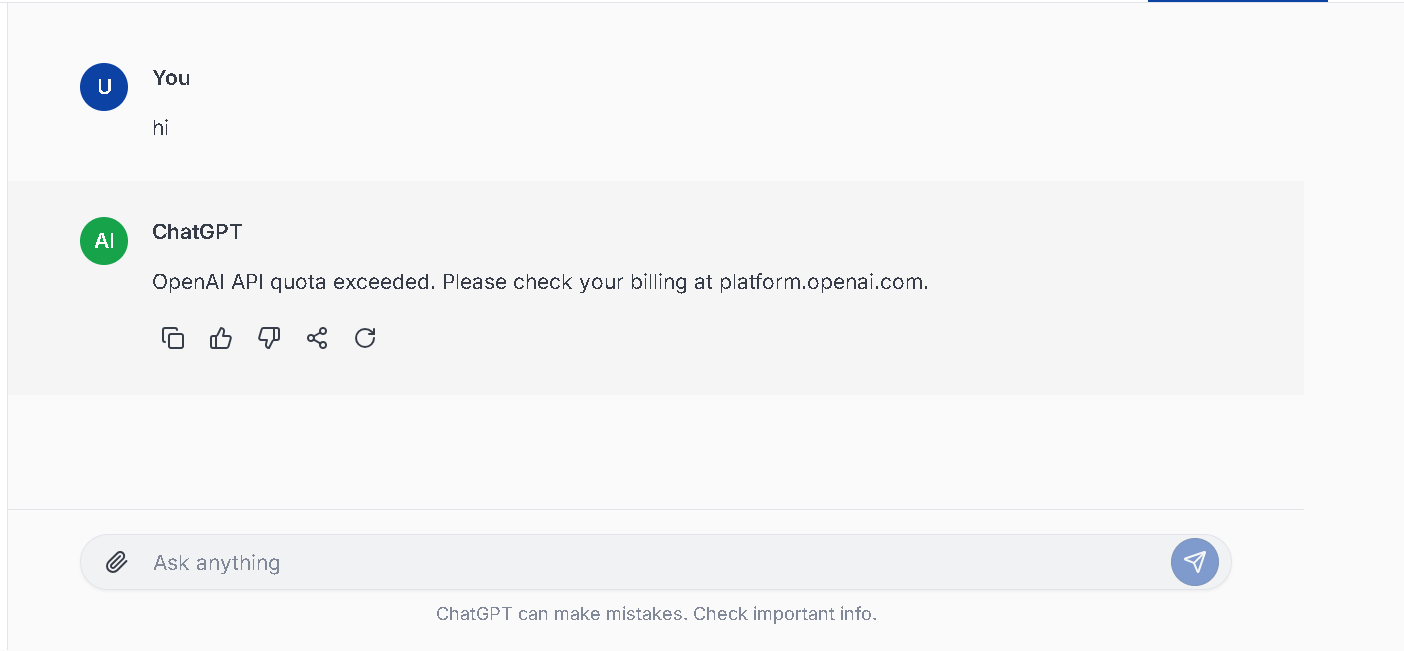 U
You
hi
AI
ChatGPT
OpenAI API quota exceeded. Please check your billing at platform.openai.com.
Ask anything
ChatGPT can make mistakes. Check important info.